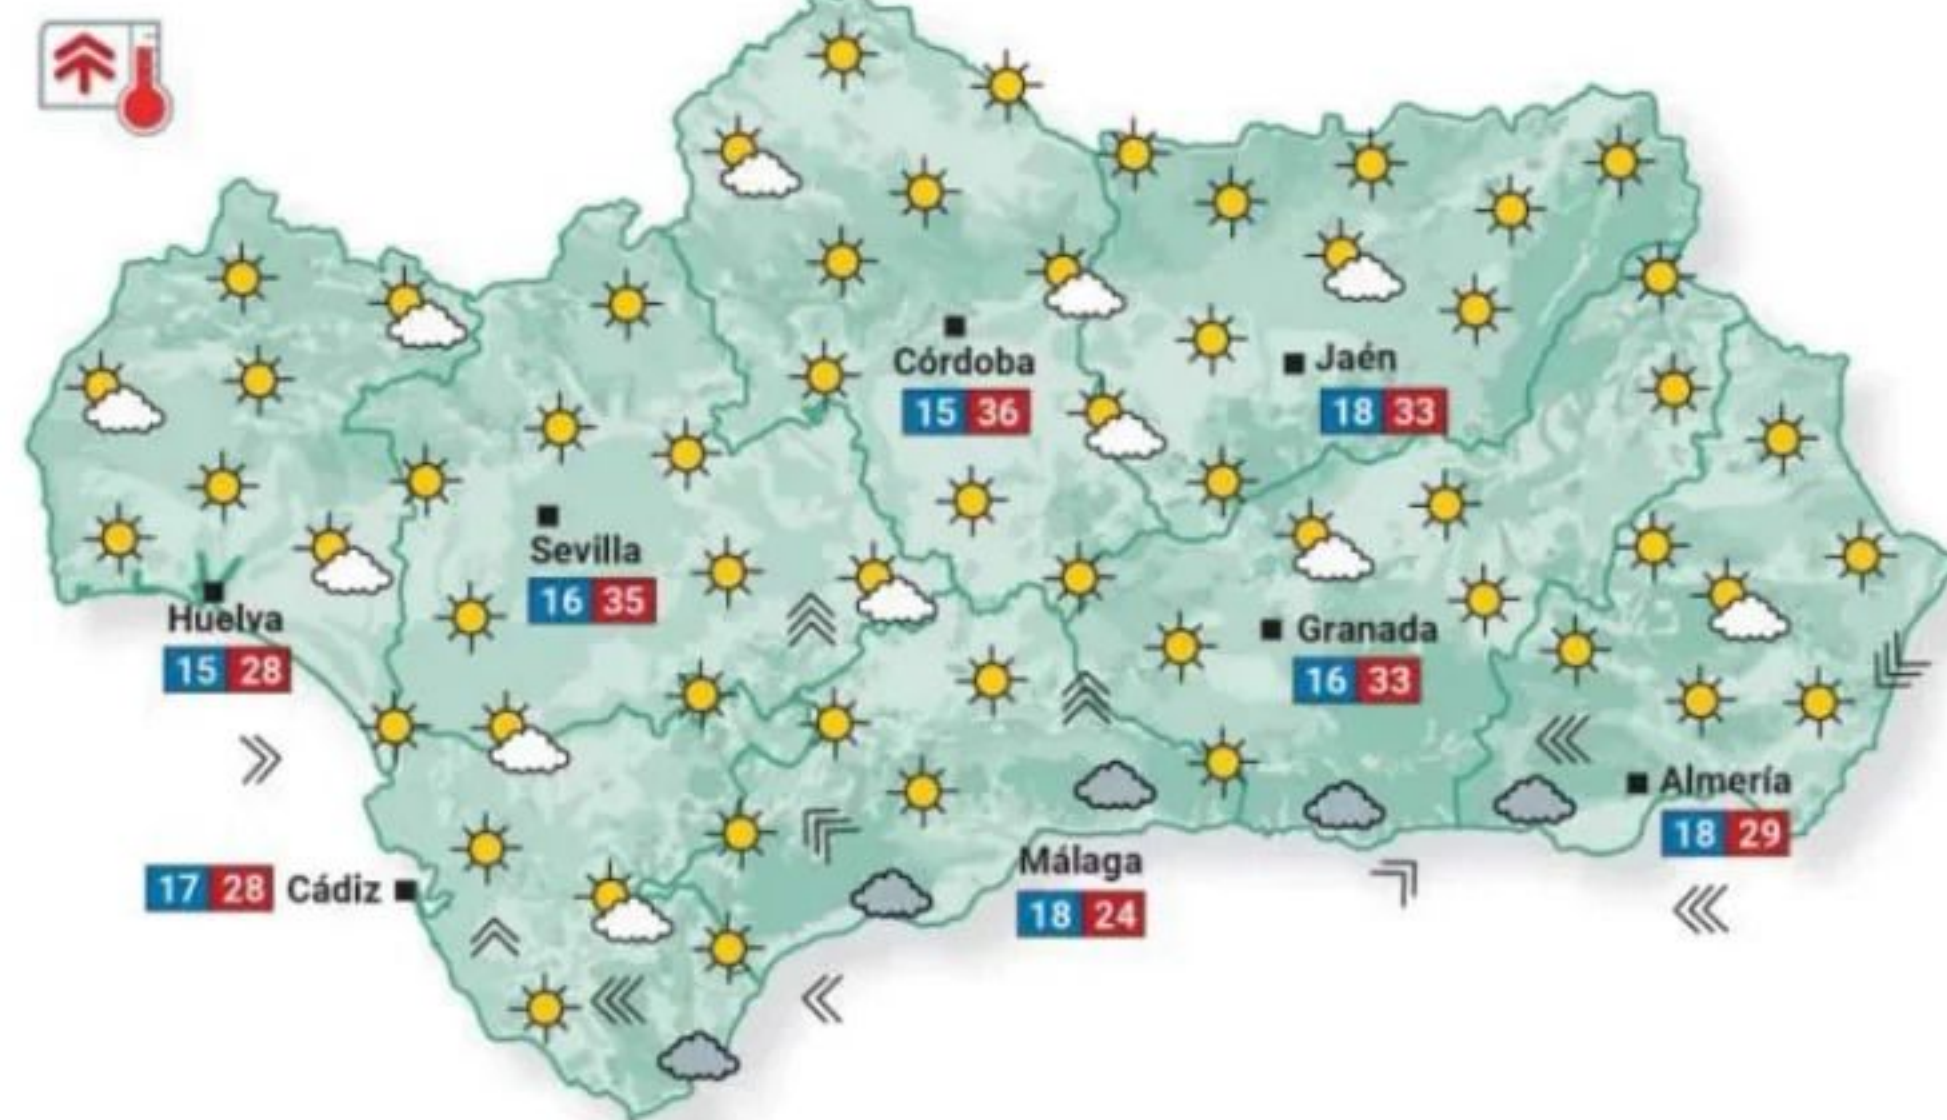 Córdoba
15 36
Jaén
18 33
Sevilla
16 35
Huelva
15 28
Granada
16 33
Almería
18 29
Málaga
18 24
17 28 Cádiz